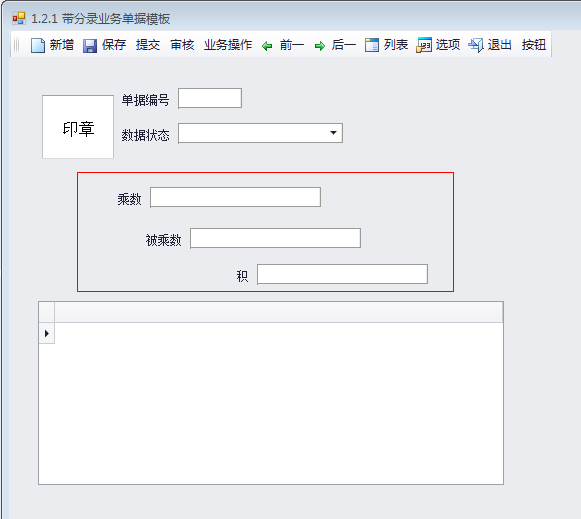 1.2.1 带分录业务单据模板
新增 保存 提交 审核 业务操作 前一 后一 列表 选项 退出 按钮
印章
单据编号
数据状态
乘数
被乘数
积